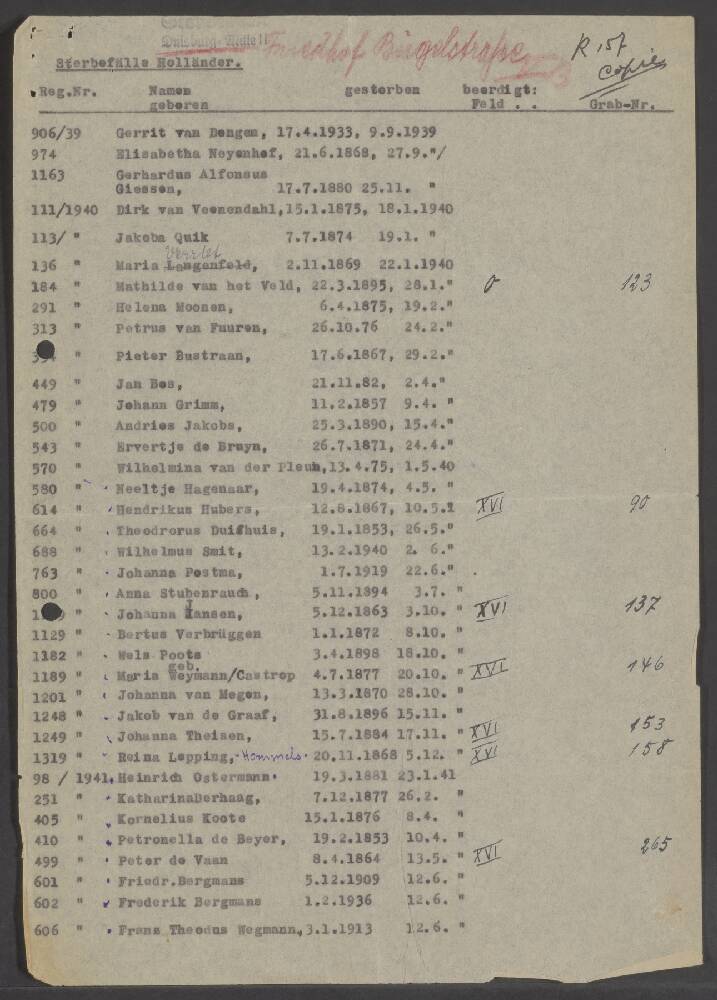 Duisburg-Mitte
Friedhof Bügelstraße
R 157
Copie
Sterbefälle Holländer.
Reg.Nr. Namen gestorben beerdigt:
geboren Feld . . Grab-Nr.
906/39 Gerrit van Dongen, 17.4.1933, 9.9.1939
974 Elisabetha Neyenhof, 21.6.1868, 27.9."/
1163 Gerhardus Alfonsus
Giessen, 17.7.1880 25.11. "
111/1940 Dirk van Veenendahl, 15.1.1875, 18.1.1940
113/ " Jakoba Quik 7.7.1874 19.1. "
Verrlet
136 " Maria Langenfeld, 2.11.1869 22.1.1940
184 " Mathilde van het Veld, 22.3.1895, 28.1." 0 123
291 " Helena Moonen, 6.4.1875, 19.2."
313 " Petrus van Fuuren, 26.10.76 24.2."
" Pieter Bustraan, 17.6.1867, 29.2."
449 " Jan Bos, 21.11.82, 2.4."
479 " Johann Grimm, 11.2.1857 9.4. "
500 " Andries Jakobs, 25.3.1890, 15.4."
543 " Ervertje de Bruyn, 26.7.1871, 24.4."
570 " Wilhelmina van der Pleun, 13.4.75, 1.5.40
580 " Neeltje Hagenaar, 19.4.1874, 4.5. "
614 " Hendrikus Hubers, 12.8.1867, 10.5. XVI 90
664 " Theodrorus Duifhuis, 19.1.1853, 26.5."
688 " Wilhelmus Smit, 13.2.1940 2. 6."
763 " Johanna Postma, 1.7.1919 22.6."
800 " Anna Stubenrauch, 5.11.1894 3.7. "
" Johanna Jansen, 5.12.1863 3.10. " XVI 137
1129 " Bertus Verbrüggen 1.1.1872 8.10. "
1182 " Wels Poots 3.4.1898 18.10. "
geb.
1189 " Maria Weymann/Castrop 4.7.1877 20.10. " XVI 146
1201 " Johanna van Megen, 13.3.1870 28.10. "
1248 " Jakob van de Graaf, 31.8.1896 15.11. "
1249 " Johanna Theisen, 15.7.1884 17.11. " XVI 153
1319 " Reina Lepping, Hommels 20.11.1868 5.12. " XVI 158
98 / 1941 Heinrich Ostermann 19.3.1881 23.1.41
251 " KatharinaBerhaag, 7.12.1877 26.2. "
405 " Kornelius Koote 15.1.1876 8.4. "
410 " Petronella de Beyer, 19.2.1853 10.4. "
499 " Peter de Vaan 8.4.1864 13.5. " XVI 265
601 " Friedr.Bergmans 5.12.1909 12.6. "
602 " Frederik Bergmans 1.2.1936 12.6. "
606 " Frans Theodus Wegmann, 3.1.1913 12.6. "